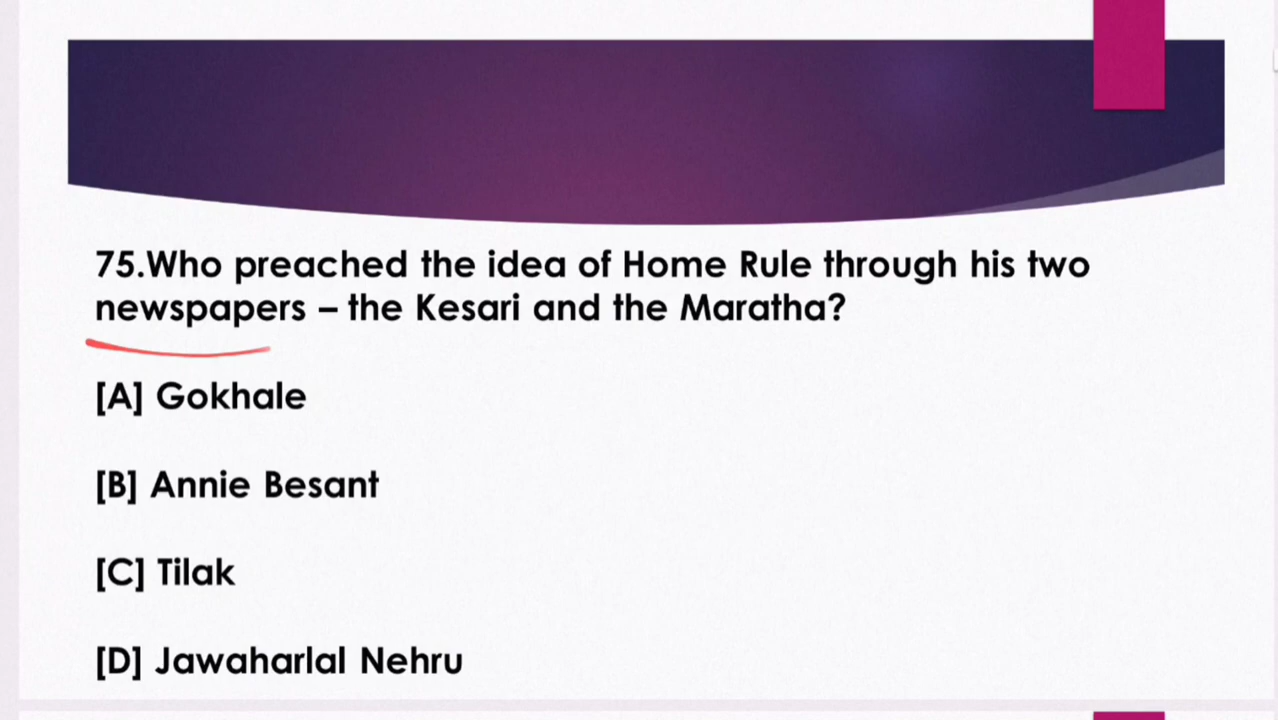 75.Who preached the idea of Home Rule through his two
newspapers – the Kesari and the Maratha?
[A] Gokhale
[B] Annie Besant
[C] Tilak
[D] Jawaharlal Nehru